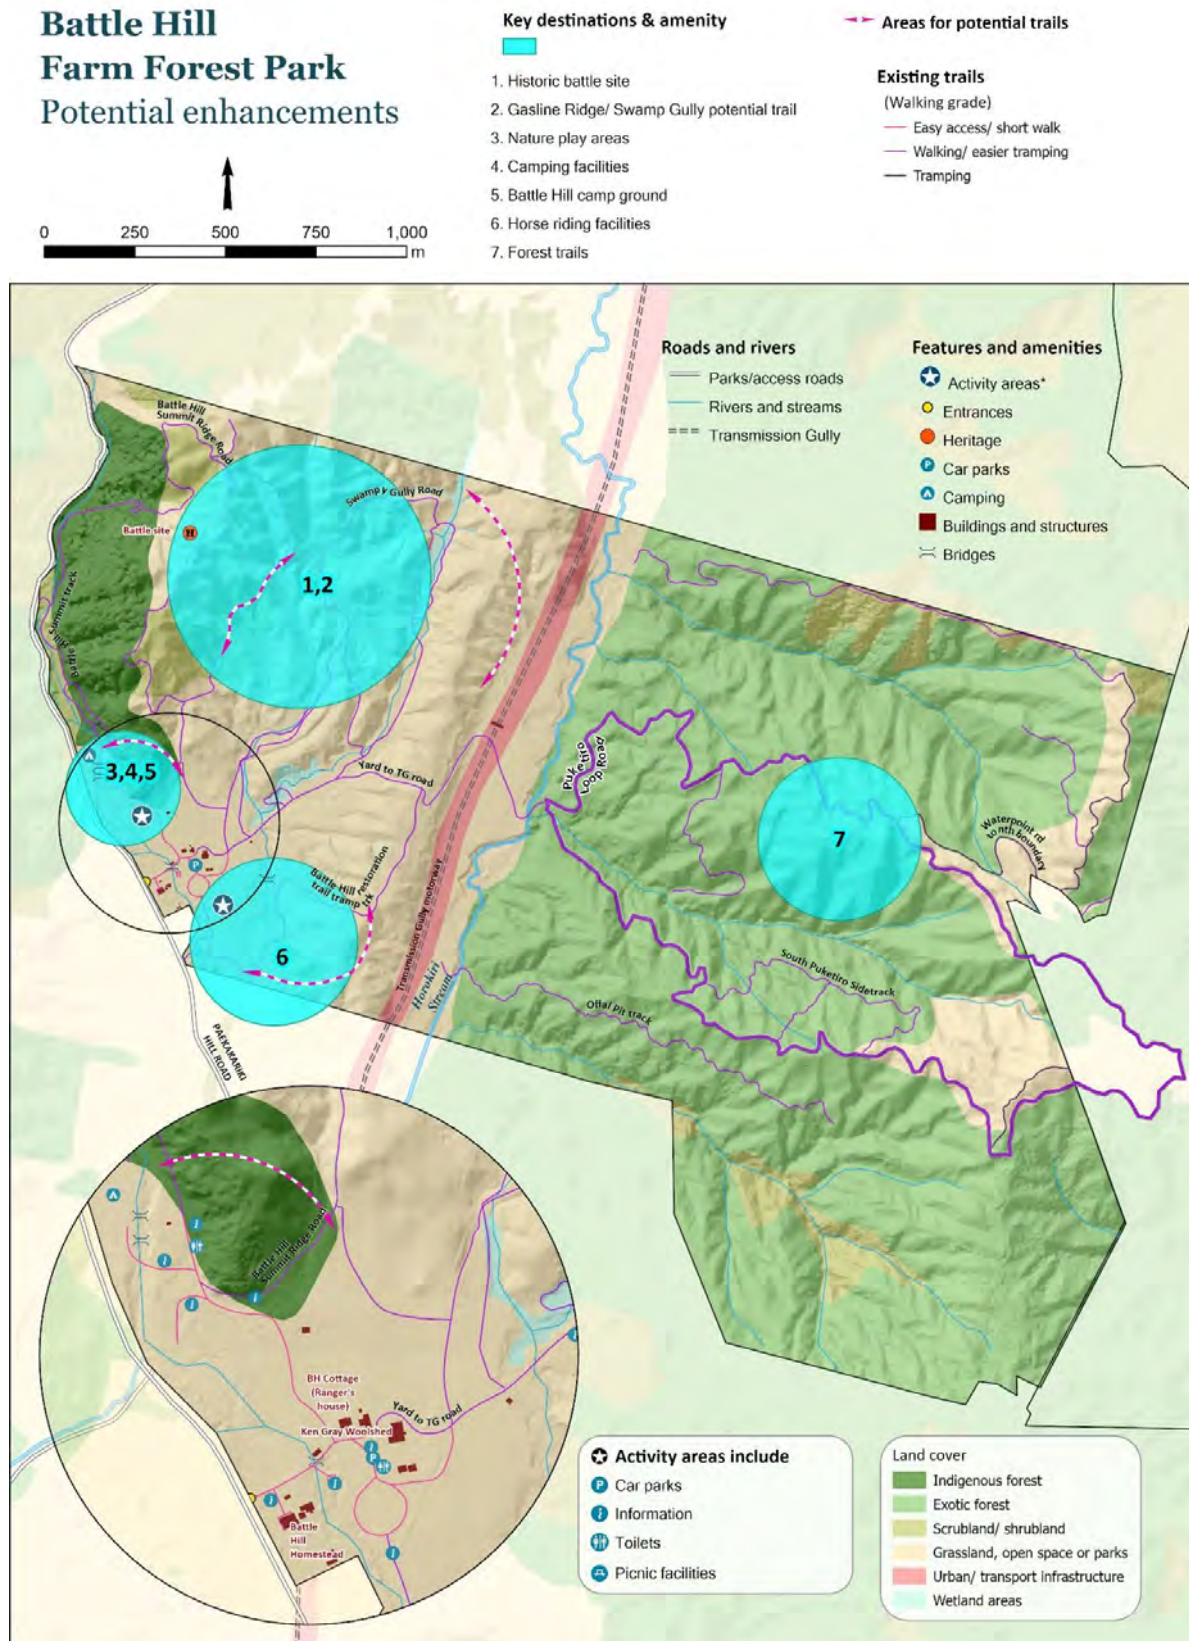 Battle Hill
Farm Forest Park
Potential enhancements
0 250 500 750 1,000
m
Key destinations & amenity
1. Historic battle site
2. Gasline Ridge/ Swamp Gully potential trail
3. Nature play areas
4. Camping facilities
5. Battle Hill camp ground
6. Horse riding facilities
7. Forest trails
Areas for potential trails
Existing trails
(Walking grade)
Easy access/ short walk
Walking/ easier tramping
Tramping
Roads and rivers
Parks/access roads
Rivers and streams
Transmission Gully
Features and amenities
Activity areas*
Entrances
Heritage
Car parks
Camping
Buildings and structures
Bridges
Battle Hill
Summit Ridge Road
Swampy Gully Road
Battle site
H
1,2
Battle Hill
Summit track
3,4,5
Yard to TG road
Puketiro
Loop Road
7
Waterpoint rd
to nth boundary
P
Battle Hill restoration
trail tramp trk
6
Transmission Gully motorway
Horokiri
Stream
South Puketiro Sidetrack
Offal Pit track
PAEKAKARIKI
HILL ROAD
Battle Hill
Summit Ridge Road
BH Cottage
(Ranger's
house)
Ken Gray Woolshed
Yard to TG road
P
Battle
Hill
Homestead
Activity areas include
P Car parks
i Information
Toilets
Picnic facilities
Land cover
Indigenous forest
Exotic forest
Scrubland/ shrubland
Grassland, open space or parks
Urban/ transport infrastructure
Wetland areas